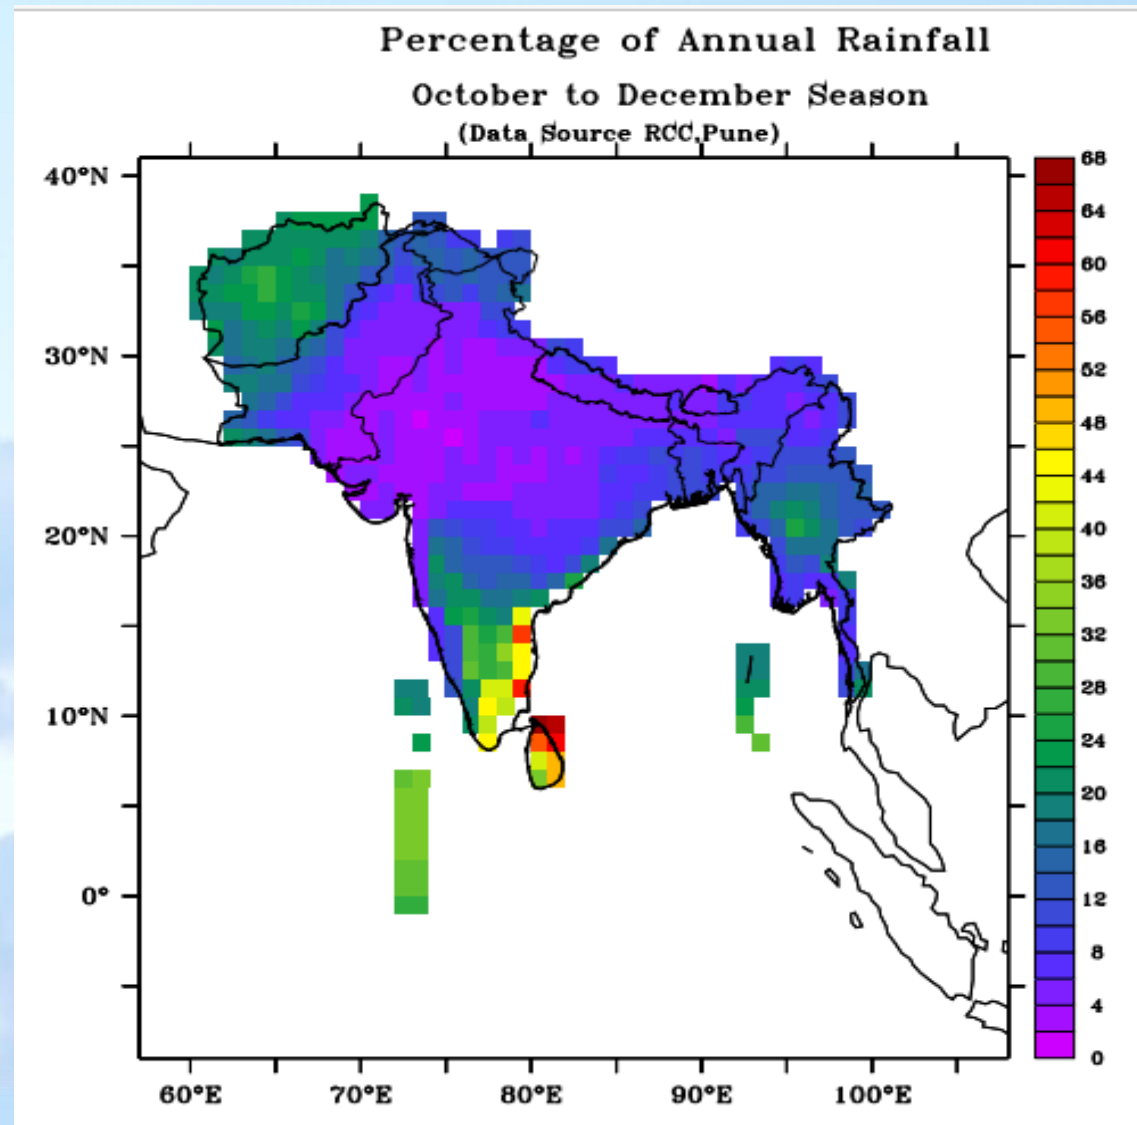 Percentage of Annual Rainfall
October to December Season
(Data Source RCC,Pune)
40°N
30°N
20°N
10°N
0°
60°E 70°E 80°E 90°E 100°E
68
64
60
56
52
48
44
40
36
32
28
24
20
16
12
8
4
0